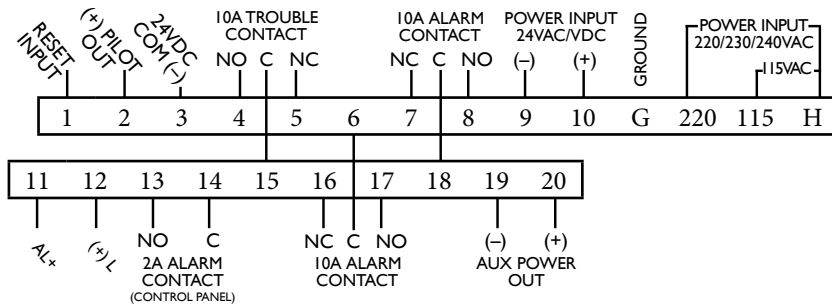 RESET INPUT
(+) PILOT OUT
24VDC COM (–)
10A TROUBLE CONTACT
NO C NC
10A ALARM CONTACT
NC C NO
POWER INPUT 24VAC/VDC
(–) (+)
GROUND
POWER INPUT 220/230/240VAC
115VAC
1 2 3 4 5 6 7 8 9 10 G 220 115 H
11 12 13 14 15 16 17 18 19 20
AL+
(+) L
NO C
2A ALARM CONTACT
(CONTROL PANEL)
NC C NO
10A ALARM CONTACT
(–) (+)
AUX POWER OUT